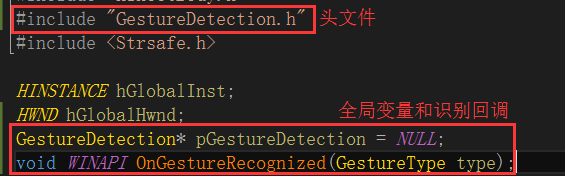 #include "GestureDetection.h" 头文件
#include <Strsafe.h>
HINSTANCE hGlobalInst;
HWND hGlobalHwnd; 全局变量和识别回调
GestureDetection* pGestureDetection = NULL;
void WINAPI OnGestureRecognized(GestureType type);